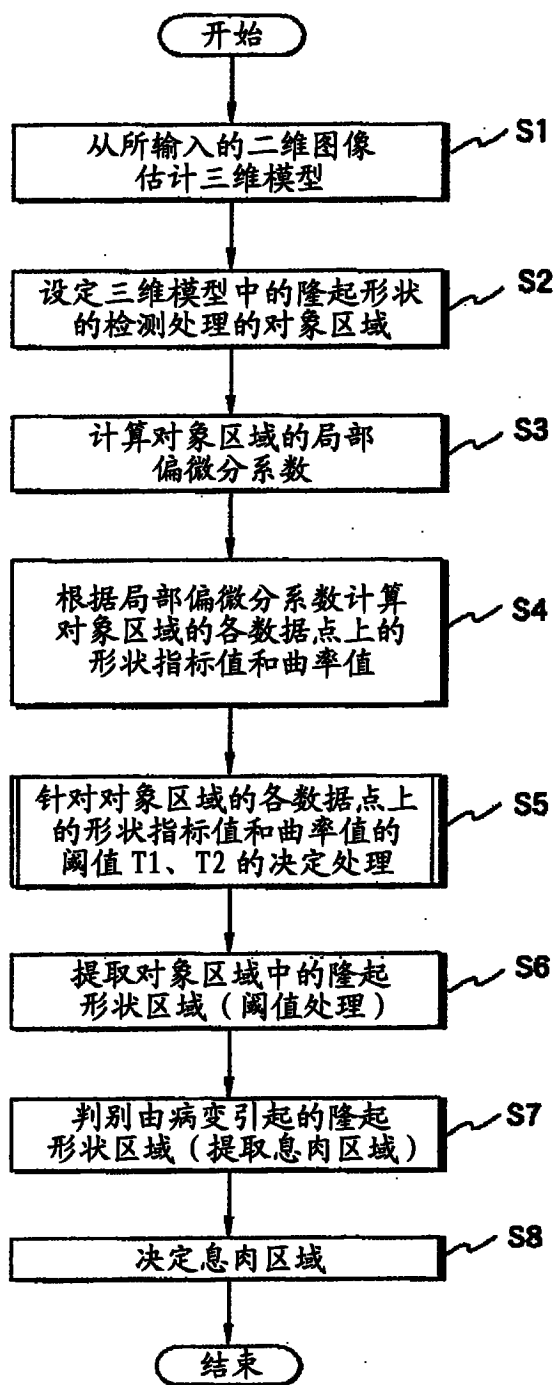 开始
S1
从所输入的二维图像
估计三维模型
S2
设定三维模型中的隆起形状
的检测处理的对象区域
S3
计算对象区域的局部
偏微分系数
S4
根据局部偏微分系数计算
对象区域的各数据点上的
形状指标值和曲率值
S5
针对对象区域的各数据点上
的形状指标值和曲率值的
阈值 T1、T2 的决定处理
S6
提取对象区域中的隆起
形状区域（阈值处理）
S7
判别由病变引起的隆起
形状区域（提取息肉区域）
S8
决定息肉区域
结束